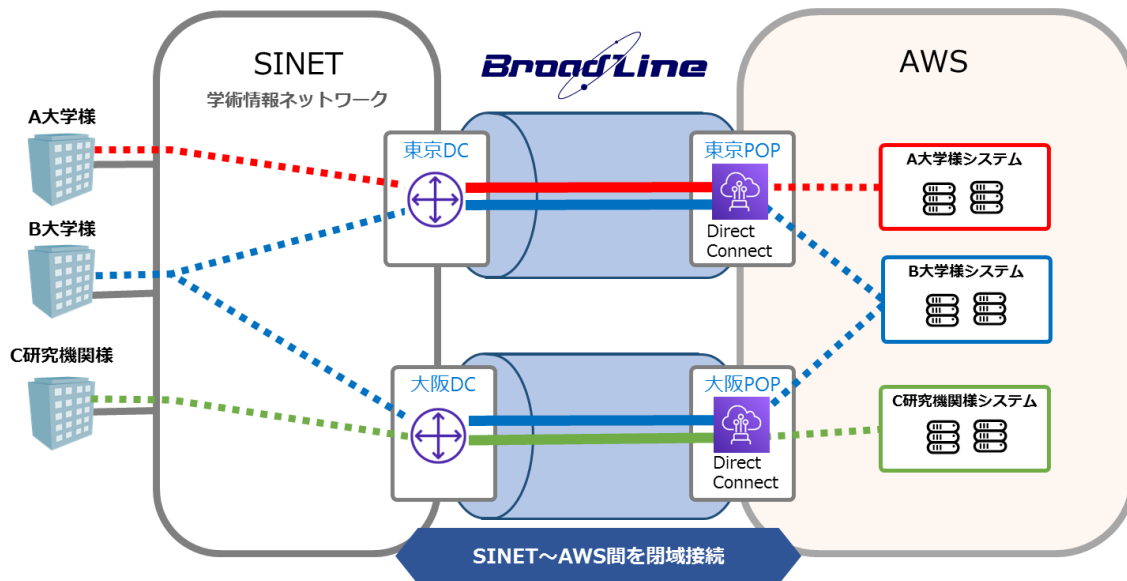 SINET
学術情報ネットワーク
BroadLine
AWS
A大学様
B大学様
C研究機関様
東京DC
東京POP
Direct
Connect
大阪DC
大阪POP
Direct
Connect
A大学様システム
B大学様システム
C研究機関様システム
SINET～AWS間を閉域接続